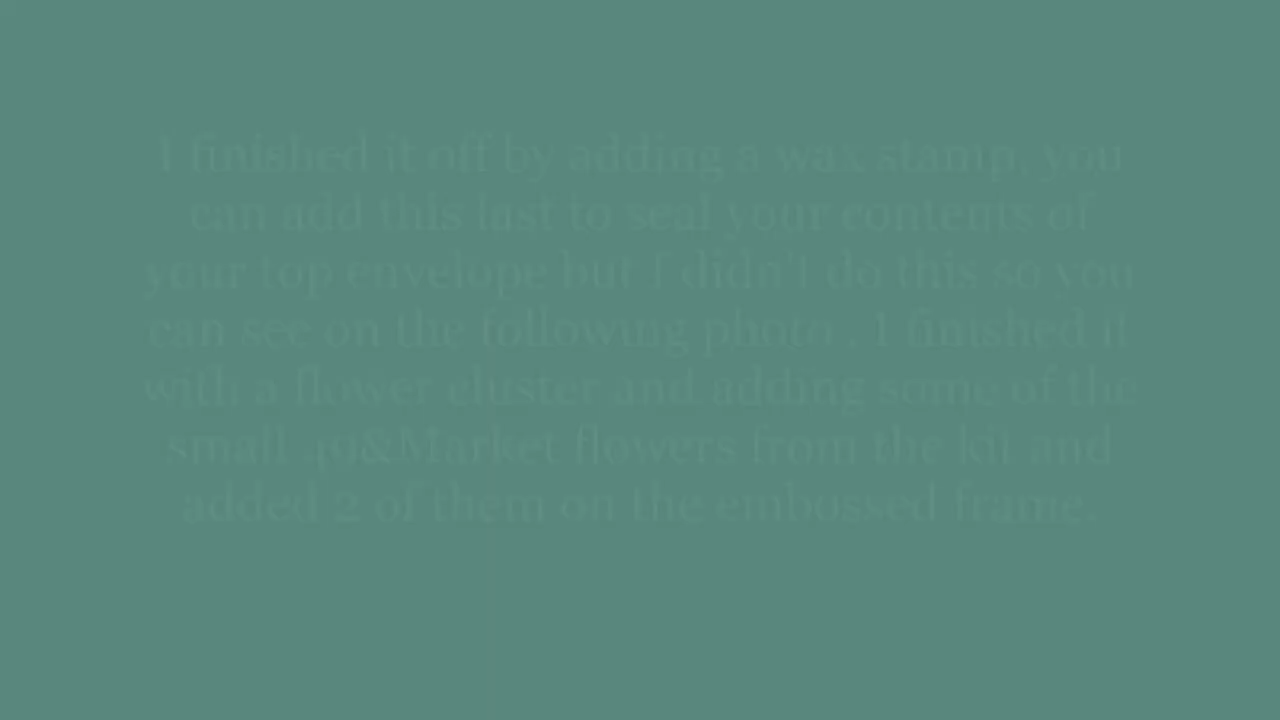 I finished it off by adding a wax stamp, you
can add this last to seal your contents of
your top envelope but I didn't do this so you
can see on the following photo . I finished it
with a flower cluster and adding some of the
small 49&Market flowers from the kit and
added 2 of them on the embossed frame.